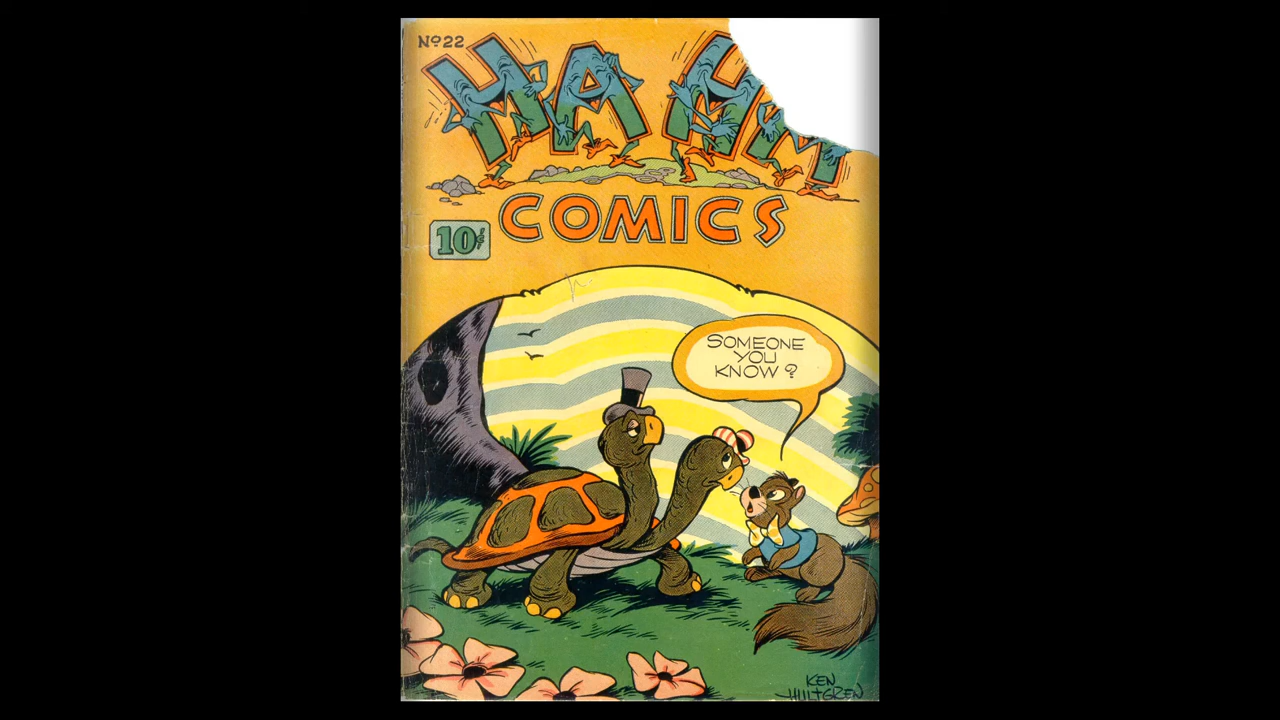 Nº22
HA HA
COMICS
10¢
SOMEONE
YOU
KNOW?
KEN
HULTGREN